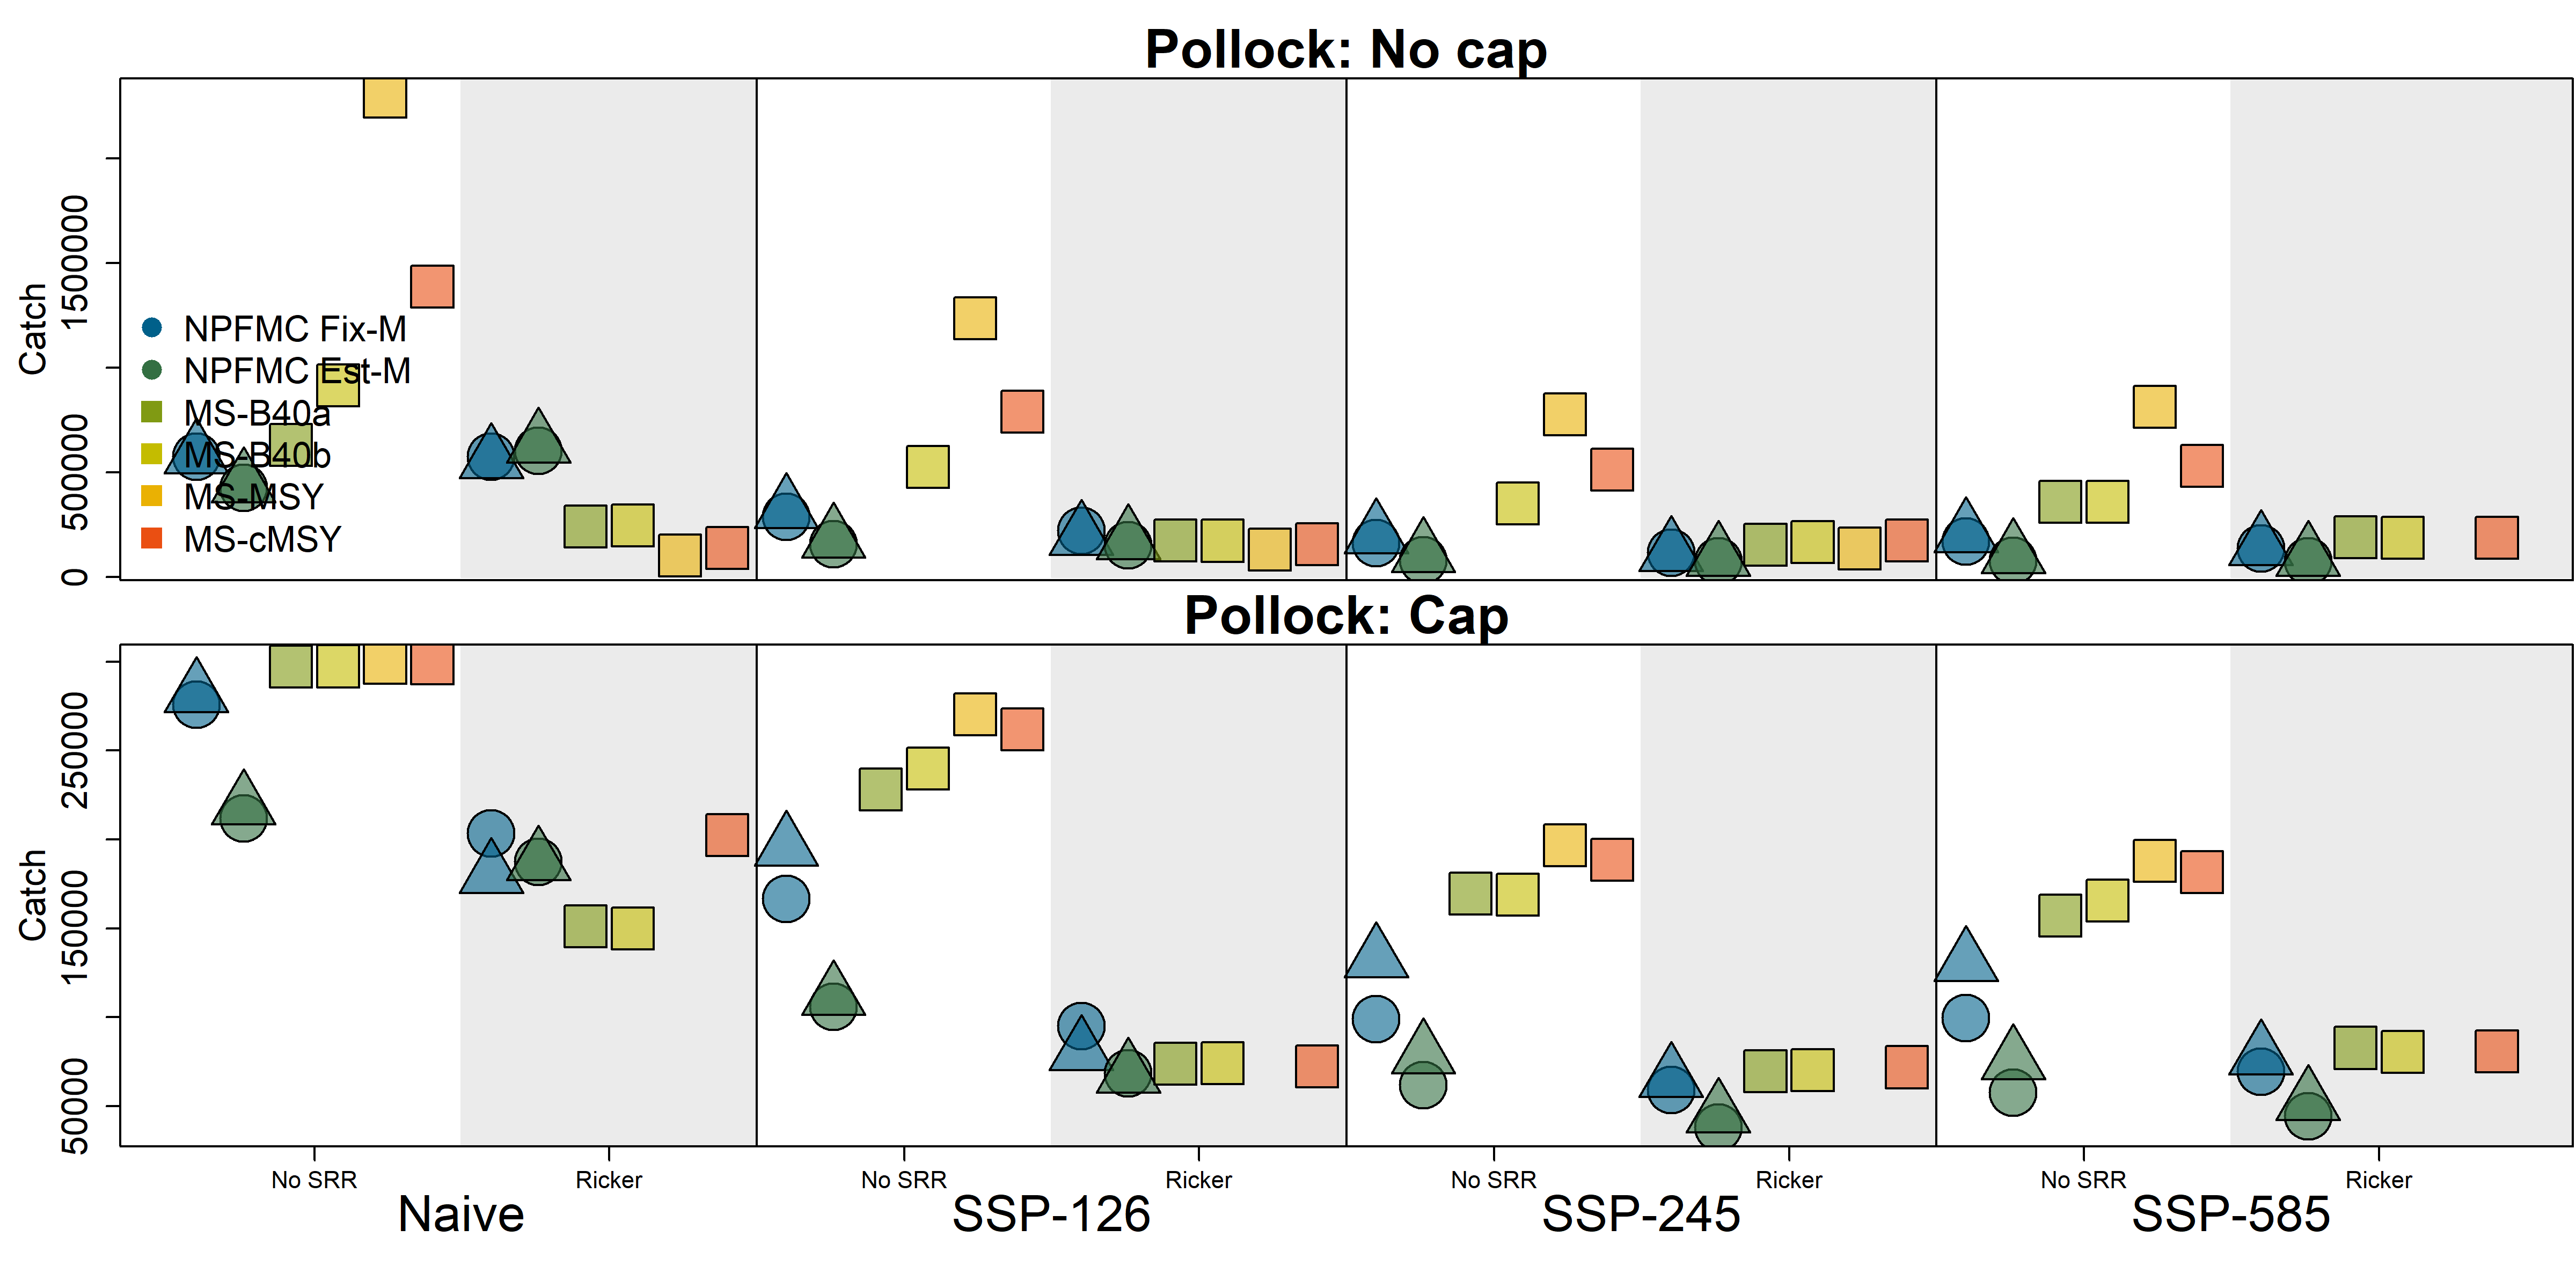 Pollock: No cap
Catch
0
500000
1500000
NPFMC Fix-M
NPFMC Est-M
MS-B40a
MS-B40b
MS-MSY
MS-cMSY
Pollock: Cap
Catch
50000
150000
250000
No SRR
Ricker
No SRR
Ricker
No SRR
Ricker
No SRR
Ricker
Naive
SSP-126
SSP-245
SSP-585